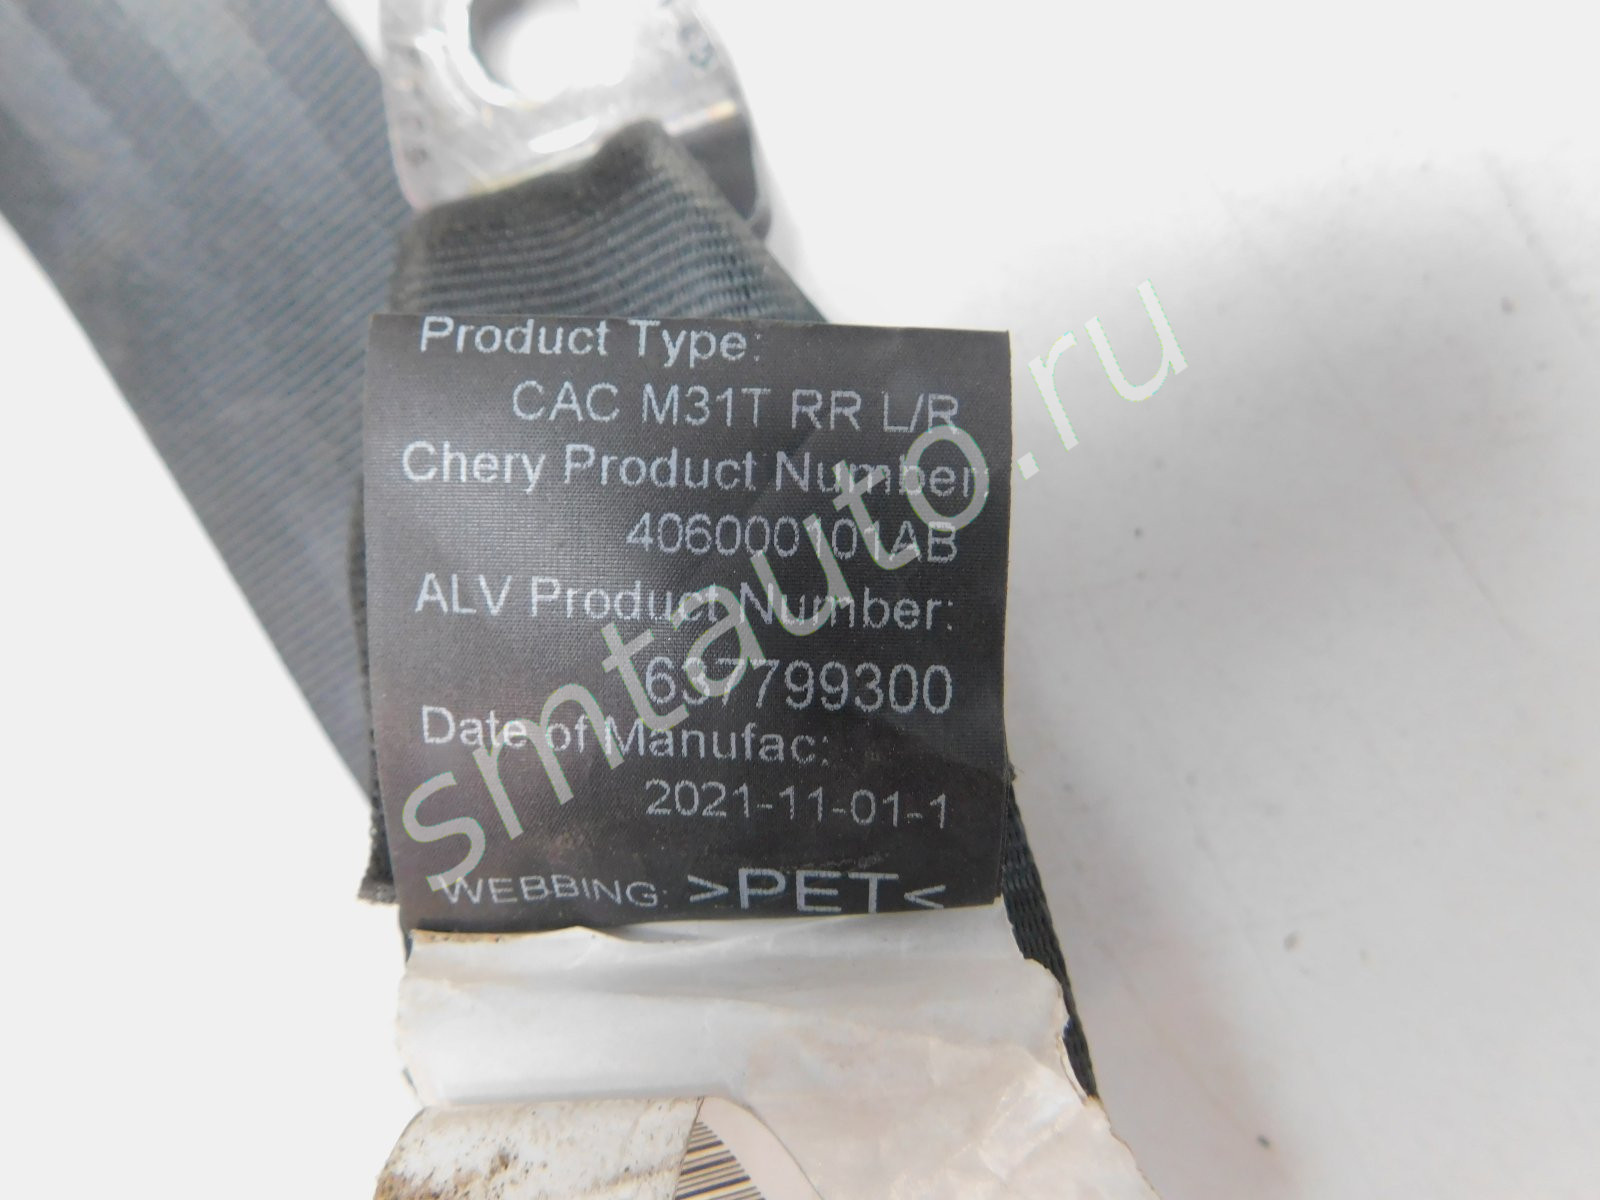 Product Type:
CAC M31T RR L/R
Chery Product Number:
406000101AB
ALV Product Number:
637799300
Date of Manufac:
2021-11-01-1
WEBBING: >PET<
smtauto.ru